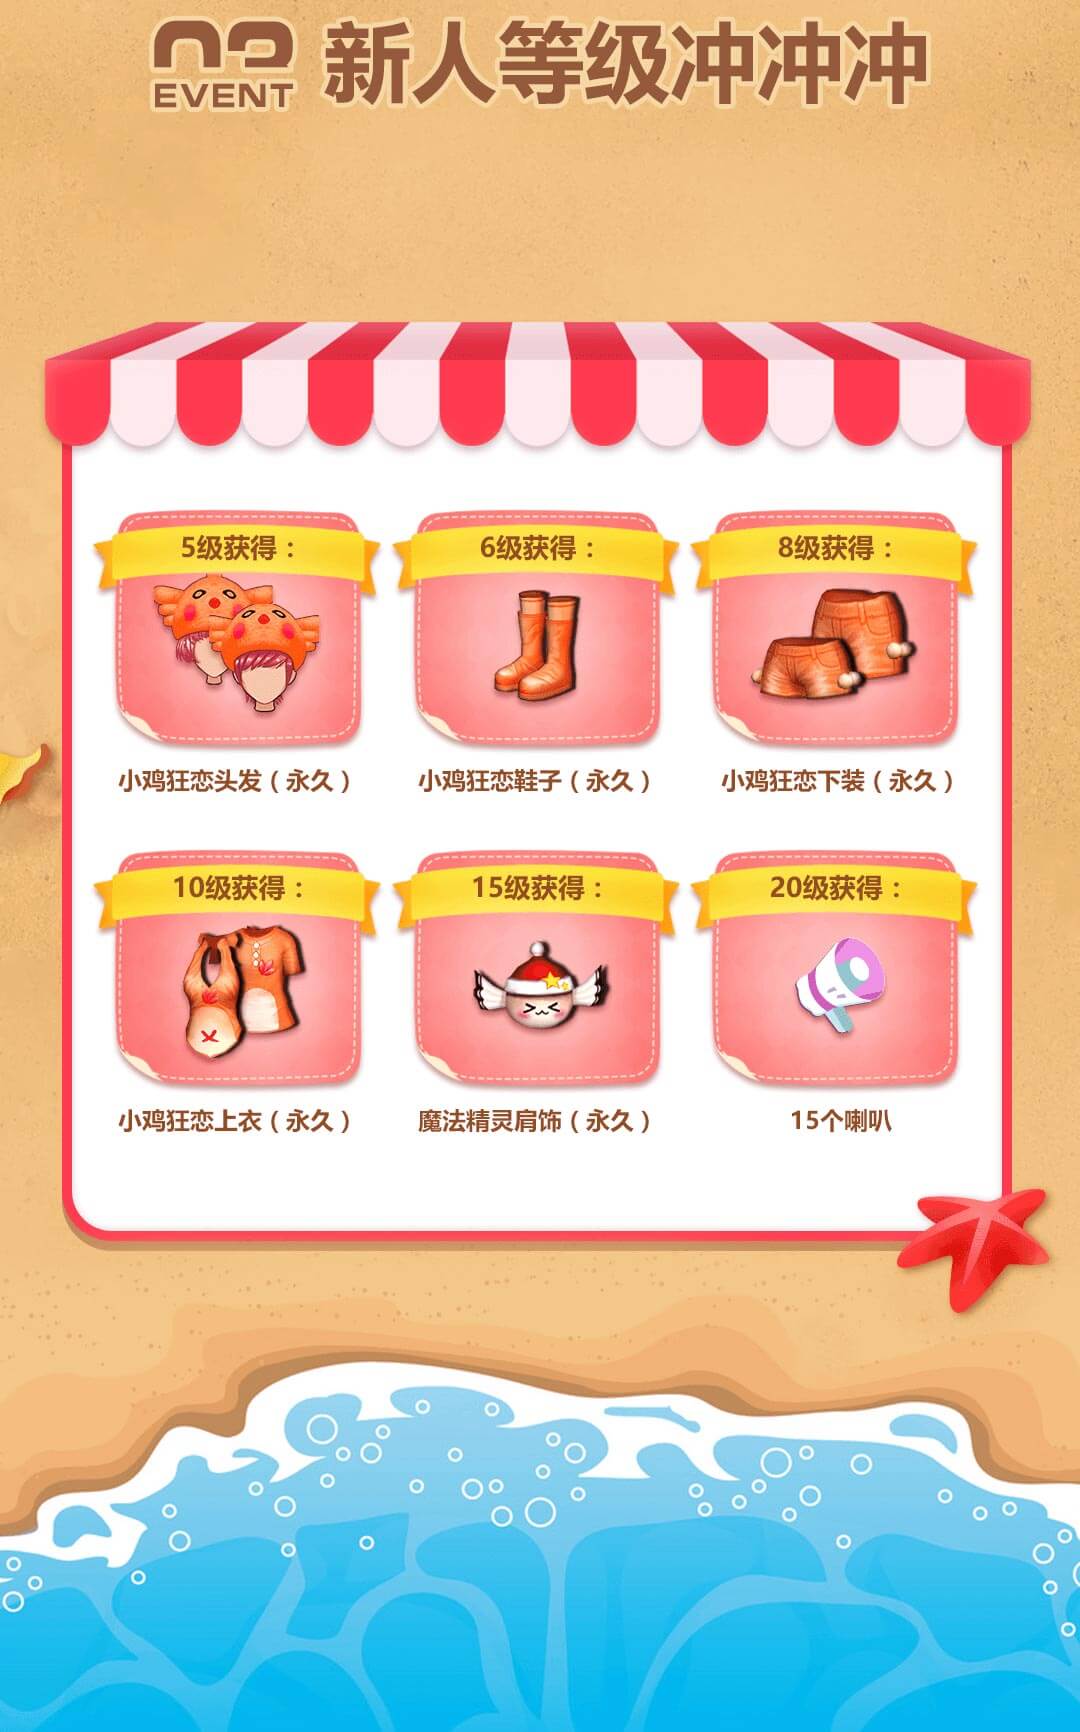 03 新人等级冲冲冲
EVENT
5级获得：
6级获得：
8级获得：
小鸡狂恋头发（永久）
小鸡狂恋鞋子（永久）
小鸡狂恋下装（永久）
10级获得：
15级获得：
20级获得：
小鸡狂恋上衣（永久）
魔法精灵肩饰（永久）
15个喇叭